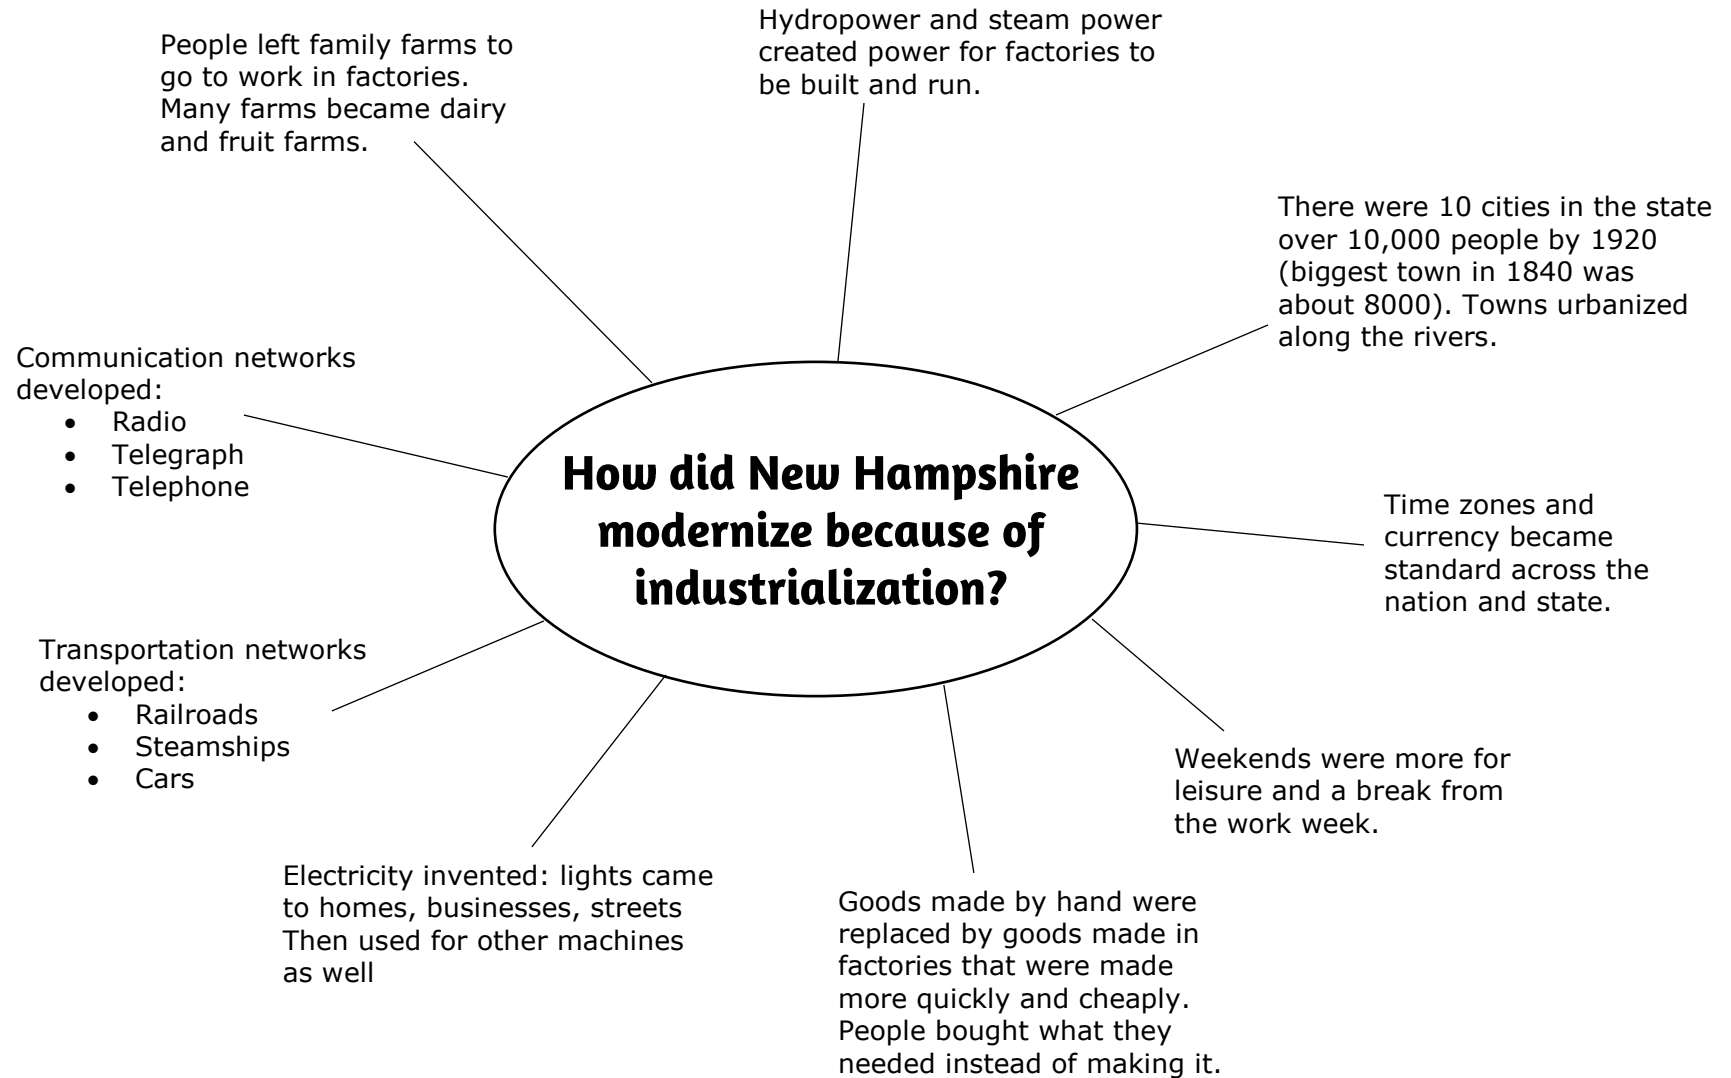 Hydropower and steam power
created power for factories to
be built and run.
People left family farms to
go to work in factories.
Many farms became dairy
and fruit farms.
There were 10 cities in the state
over 10,000 people by 1920
(biggest town in 1840 was
about 8000). Towns urbanized
along the rivers.
Communication networks
developed:
• Radio
• Telegraph
• Telephone
How did New Hampshire
modernize because of
industrialization?
Time zones and
currency became
standard across the
nation and state.
Transportation networks
developed:
• Railroads
• Steamships
• Cars
Weekends were more for
leisure and a break from
the work week.
Electricity invented: lights came
to homes, businesses, streets
Then used for other machines
as well
Goods made by hand were
replaced by goods made in
factories that were made
more quickly and cheaply.
People bought what they
needed instead of making it.